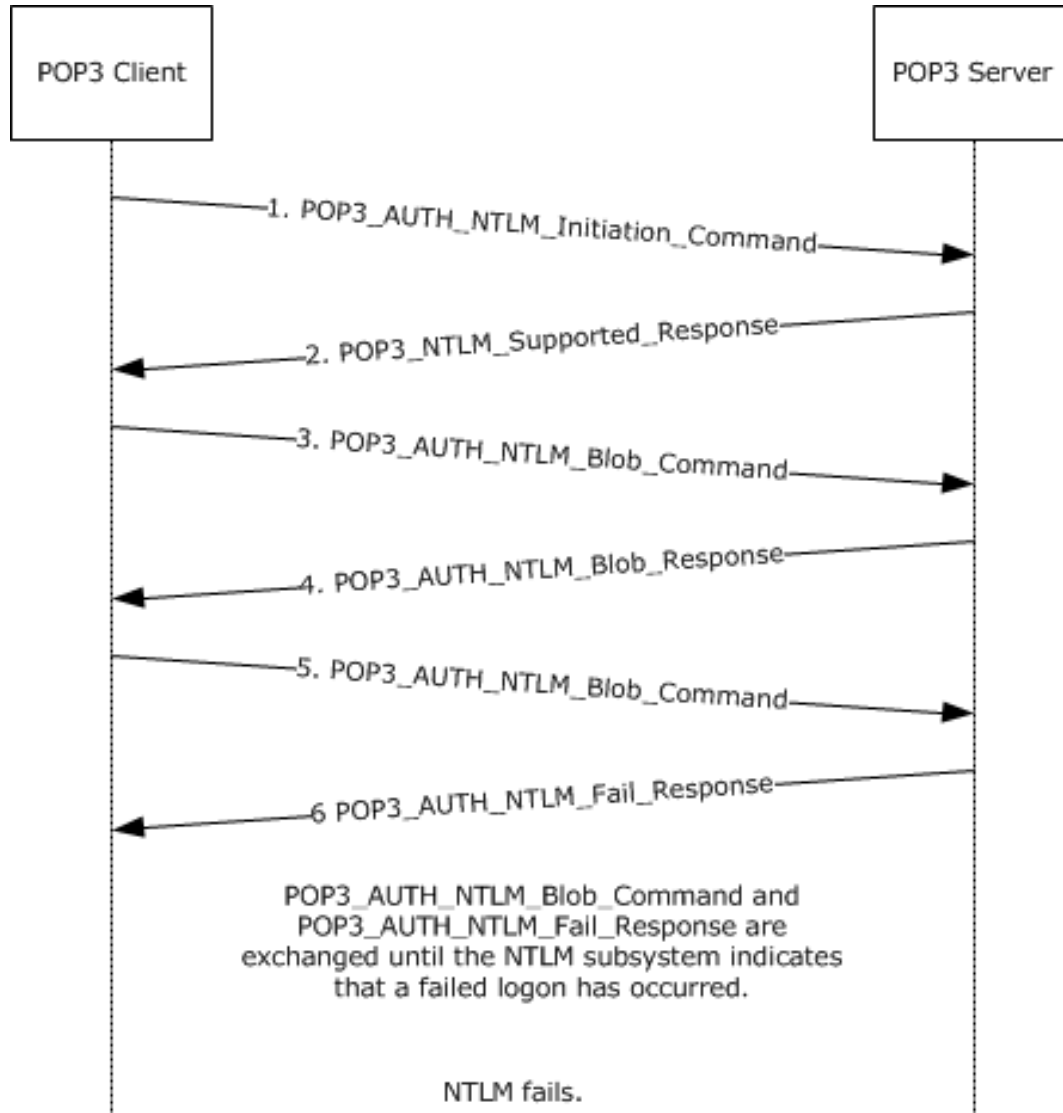 POP3 Client
POP3 Server
1. POP3_AUTH_NTLM_Initiation_Command
2. POP3_NTLM_Supported_Response
3. POP3_AUTH_NTLM_Blob_Command
4. POP3_AUTH_NTLM_Blob_Response
5. POP3_AUTH_NTLM_Blob_Command
6 POP3_AUTH_NTLM_Fail_Response
POP3_AUTH_NTLM_Blob_Command and
POP3_AUTH_NTLM_Fail_Response are
exchanged until the NTLM subsystem indicates
that a failed logon has occurred.
NTLM fails.